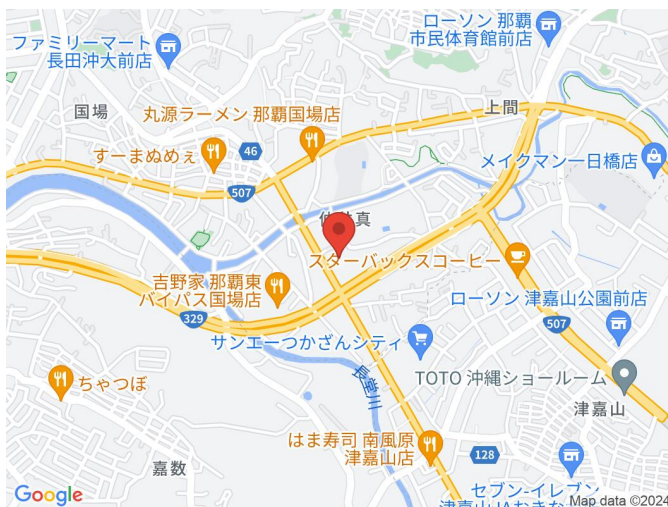 ローソン 那覇
市民体育館前店
ファミリーマート
長田沖大前店
国場
丸源ラーメン 那覇国場店
上間
すーまぬめぇ
46
メイクマン一日橋店
507
スターバックスコーヒー
吉野家 那覇東
バイパス国場店
ローソン 津嘉山公園前店
329
サンエーつかざんシティ
507
長堂川
TOTO 沖縄ショールーム
ちゃつぼ
津嘉山
はま寿司 南風原
津嘉山店
128
嘉数
セブン-イレブン
Google
Map data ©2024